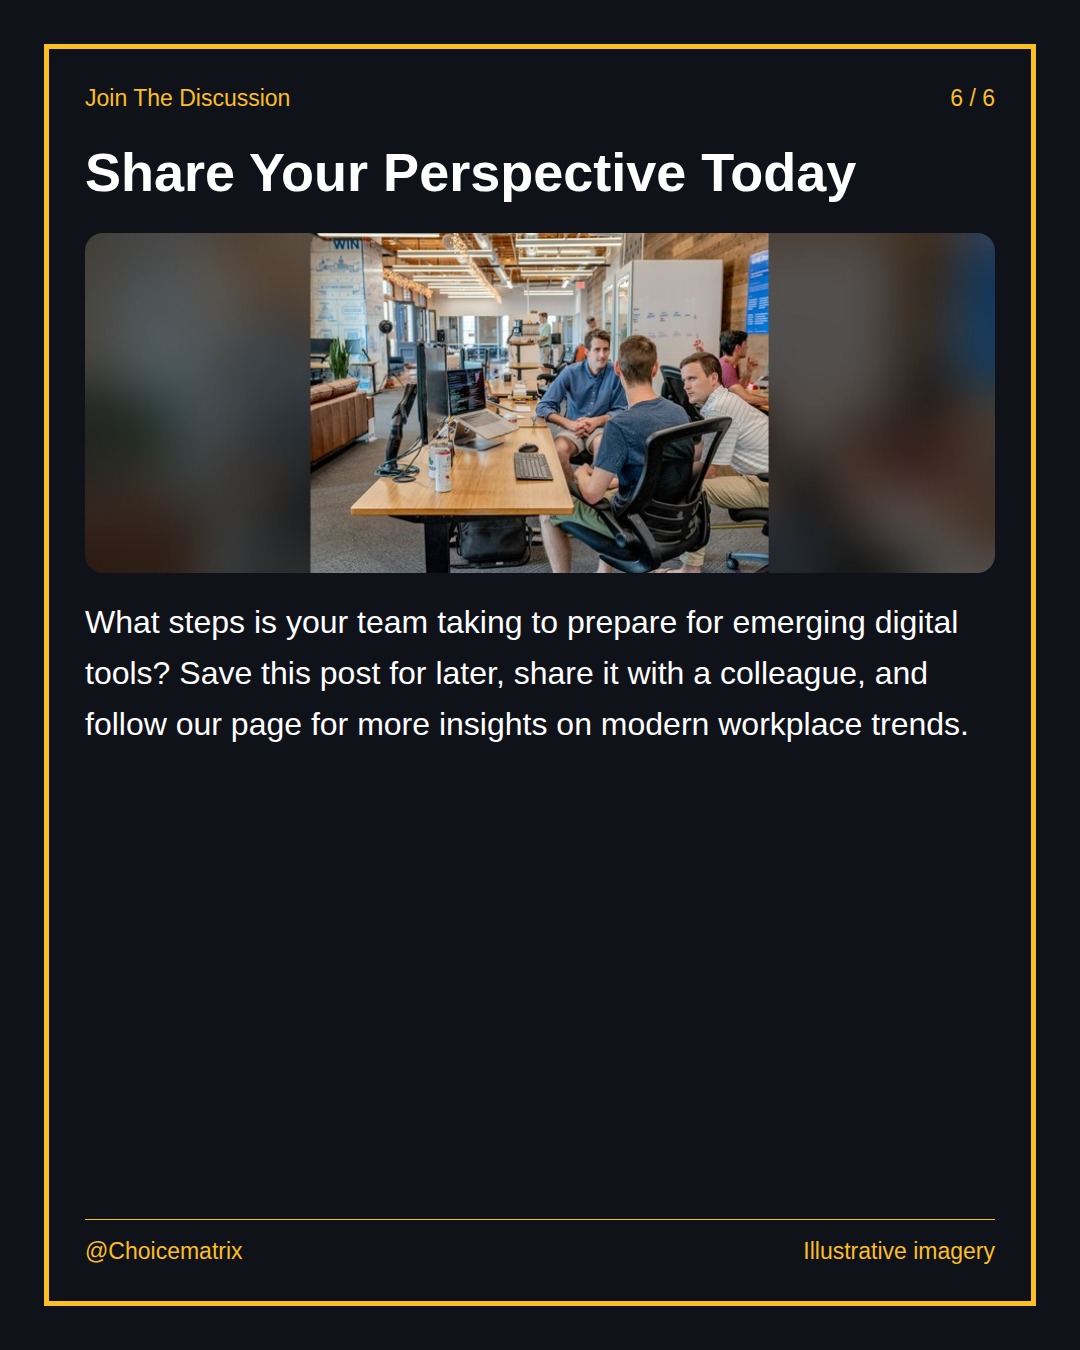 Join The Discussion
6 / 6
Share Your Perspective Today
WIN
What steps is your team taking to prepare for emerging digital
tools? Save this post for later, share it with a colleague, and
follow our page for more insights on modern workplace trends.
@Choicematrix
Illustrative imagery